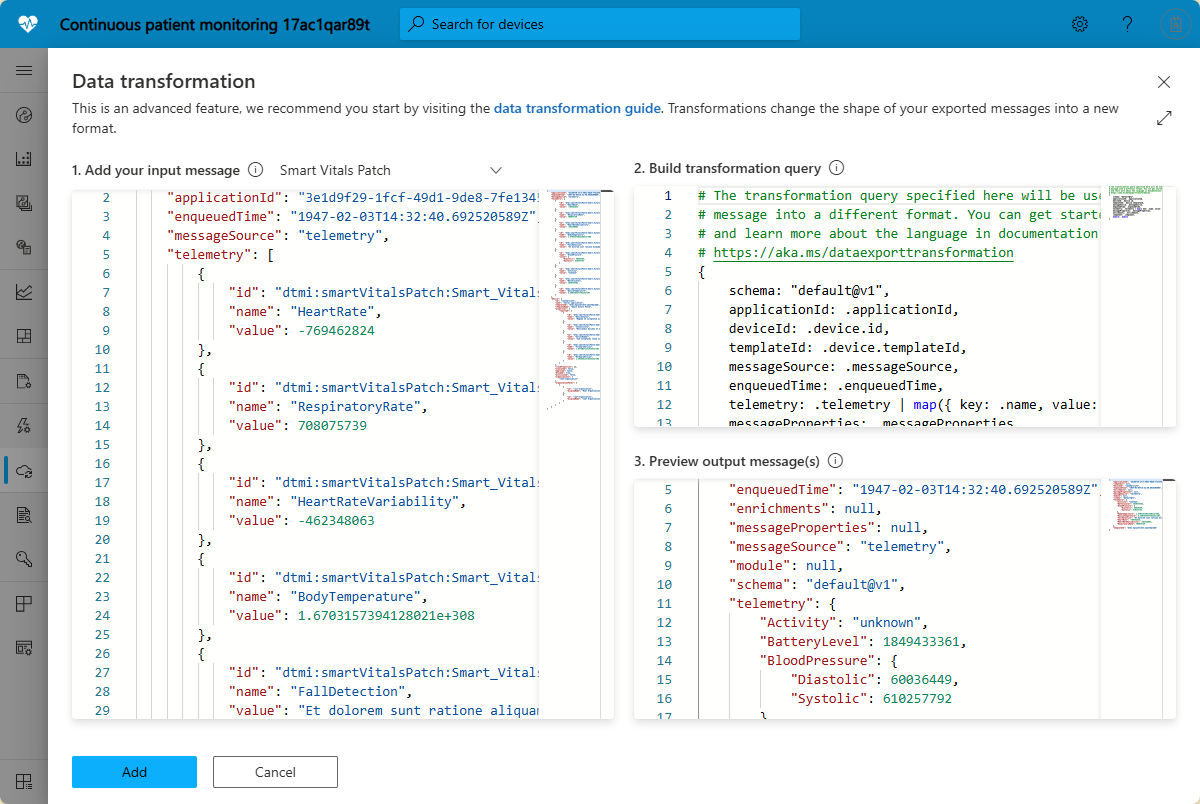 Continuous patient monitoring 17ac1qar89t
Search for devices
Data transformation
This is an advanced feature, we recommend you start by visiting the data transformation guide. Transformations change the shape of your exported messages into a new
format.
1. Add your input message
Smart Vitals Patch
2 "applicationId": "3e1d9f29-1fcf-49d1-9de8-7fe1345
3 "enqueuedTime": "1947-02-03T14:32:40.692520589Z",
4 "messageSource": "telemetry",
5 "telemetry": [
6 {
7 "id": "dtmi:smartVitalsPatch:Smart_Vitals
8 "name": "HeartRate",
9 "value": -769462824
10 },
11 {
12 "id": "dtmi:smartVitalsPatch:Smart_Vitals
13 "name": "RespiratoryRate",
14 "value": 708075739
15 },
16 {
17 "id": "dtmi:smartVitalsPatch:Smart_Vitals
18 "name": "HeartRateVariability",
19 "value": -462348063
20 },
21 {
22 "id": "dtmi:smartVitalsPatch:Smart_Vitals
23 "name": "BodyTemperature",
24 "value": 1.6703157394128021e+308
25 },
26 {
27 "id": "dtmi:smartVitalsPatch:Smart_Vitals
28 "name": "FallDetection",
29 "value": "Et dolorem sunt ratione aliquam
2. Build transformation query
1 # The transformation query specified here will be use
2 # message into a different format. You can get starte
3 # and learn more about the language in documentation
4 # https://aka.ms/dataexporttransformation
5 {
6 schema: "default@v1",
7 applicationId: .applicationId,
8 deviceId: .device.id,
9 templateId: .device.templateId,
10 messageSource: .messageSource,
11 enqueuedTime: .enqueuedTime,
12 telemetry: .telemetry | map({ key: .name, value:
13 messageProperties: .messageProperties
3. Preview output message(s)
5 "enqueuedTime": "1947-02-03T14:32:40.692520589Z",
6 "enrichments": null,
7 "messageProperties": null,
8 "messageSource": "telemetry",
9 "module": null,
10 "schema": "default@v1",
11 "telemetry": {
12 "Activity": "unknown",
13 "BatteryLevel": 1849433361,
14 "BloodPressure": {
15 "Diastolic": 60036449,
16 "Systolic": 610257792
17 }
Add
Cancel